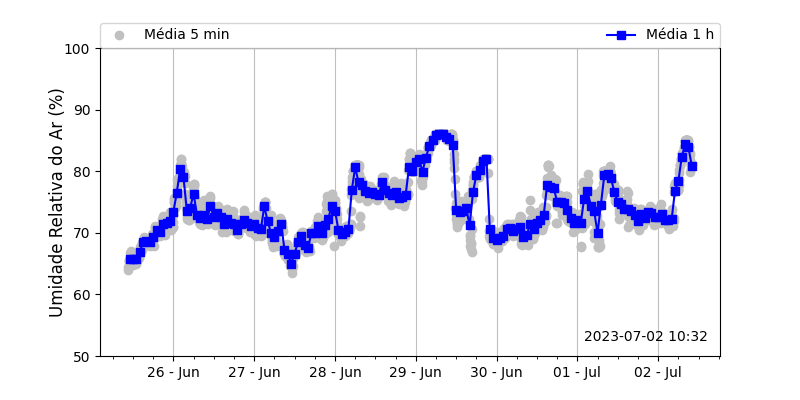 Média 5 min
Média 1 h
Umidade Relativa do Ar (%)
100
90
80
70
60
50
2023-07-02 10:32
26 - Jun
27 - Jun
28 - Jun
29 - Jun
30 - Jun
01 - Jul
02 - Jul